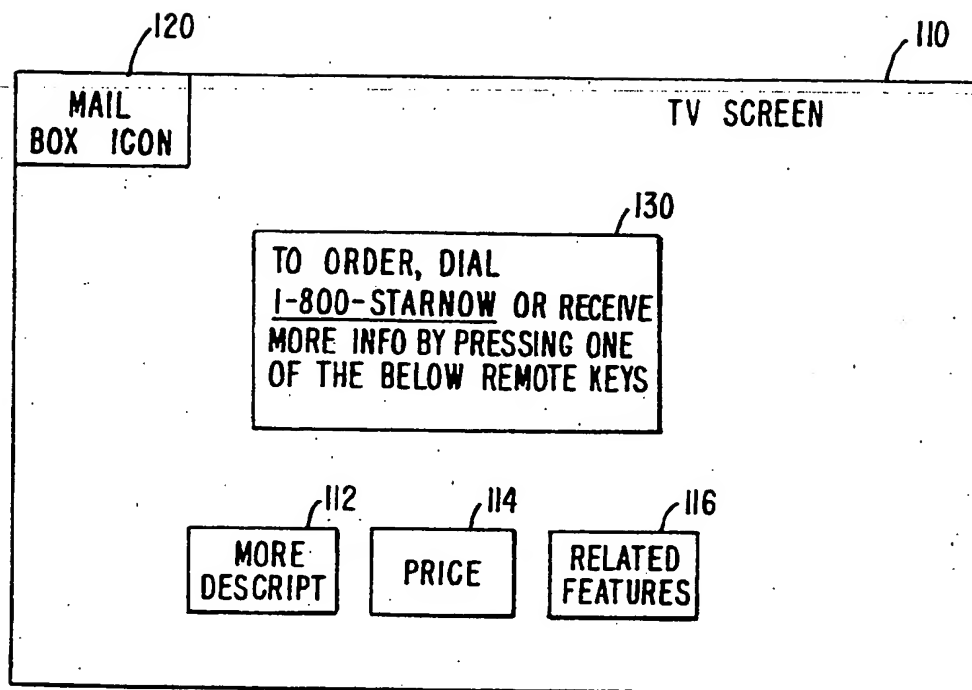 120
110
MAIL
BOX ICON
TV SCREEN
130
TO ORDER, DIAL
1-800-STARNOW OR RECEIVE
MORE INFO BY PRESSING ONE
OF THE BELOW REMOTE KEYS
112
114
116
MORE
DESCRIPT
PRICE
RELATED
FEATURES